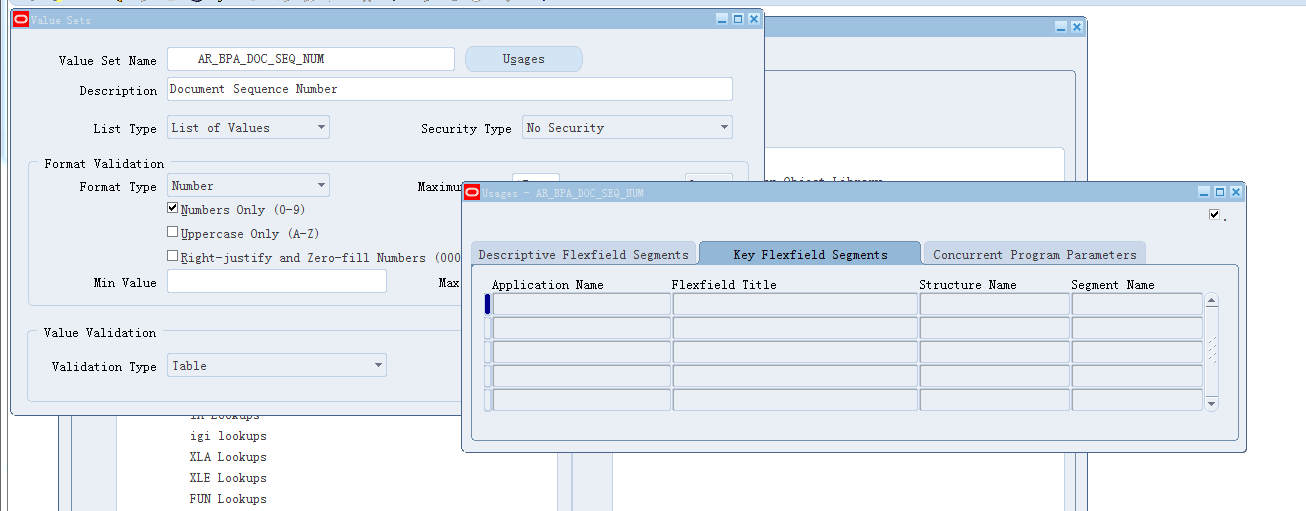 Value Sets
Value Set Name AR_BPA_DOC_SEQ_NUM Usages
Description Document Sequence Number
List Type List of Values Security Type No Security
Format Validation
Format Type Number
Numbers Only (0-9)
Uppercase Only (A-Z)
Right-justify and Zero-fill Numbers (000
Min Value Max
Value Validation
Validation Type Table
Object Library
Usages - AR_BPA_DOC_SEQ_NUM
.
Descriptive Flexfield Segments Key Flexfield Segments Concurrent Program Parameters
Application Name Flexfield Title Structure Name Segment Name
Lookups
igi lookups
XLA Lookups
XLE Lookups
FUN Lookups